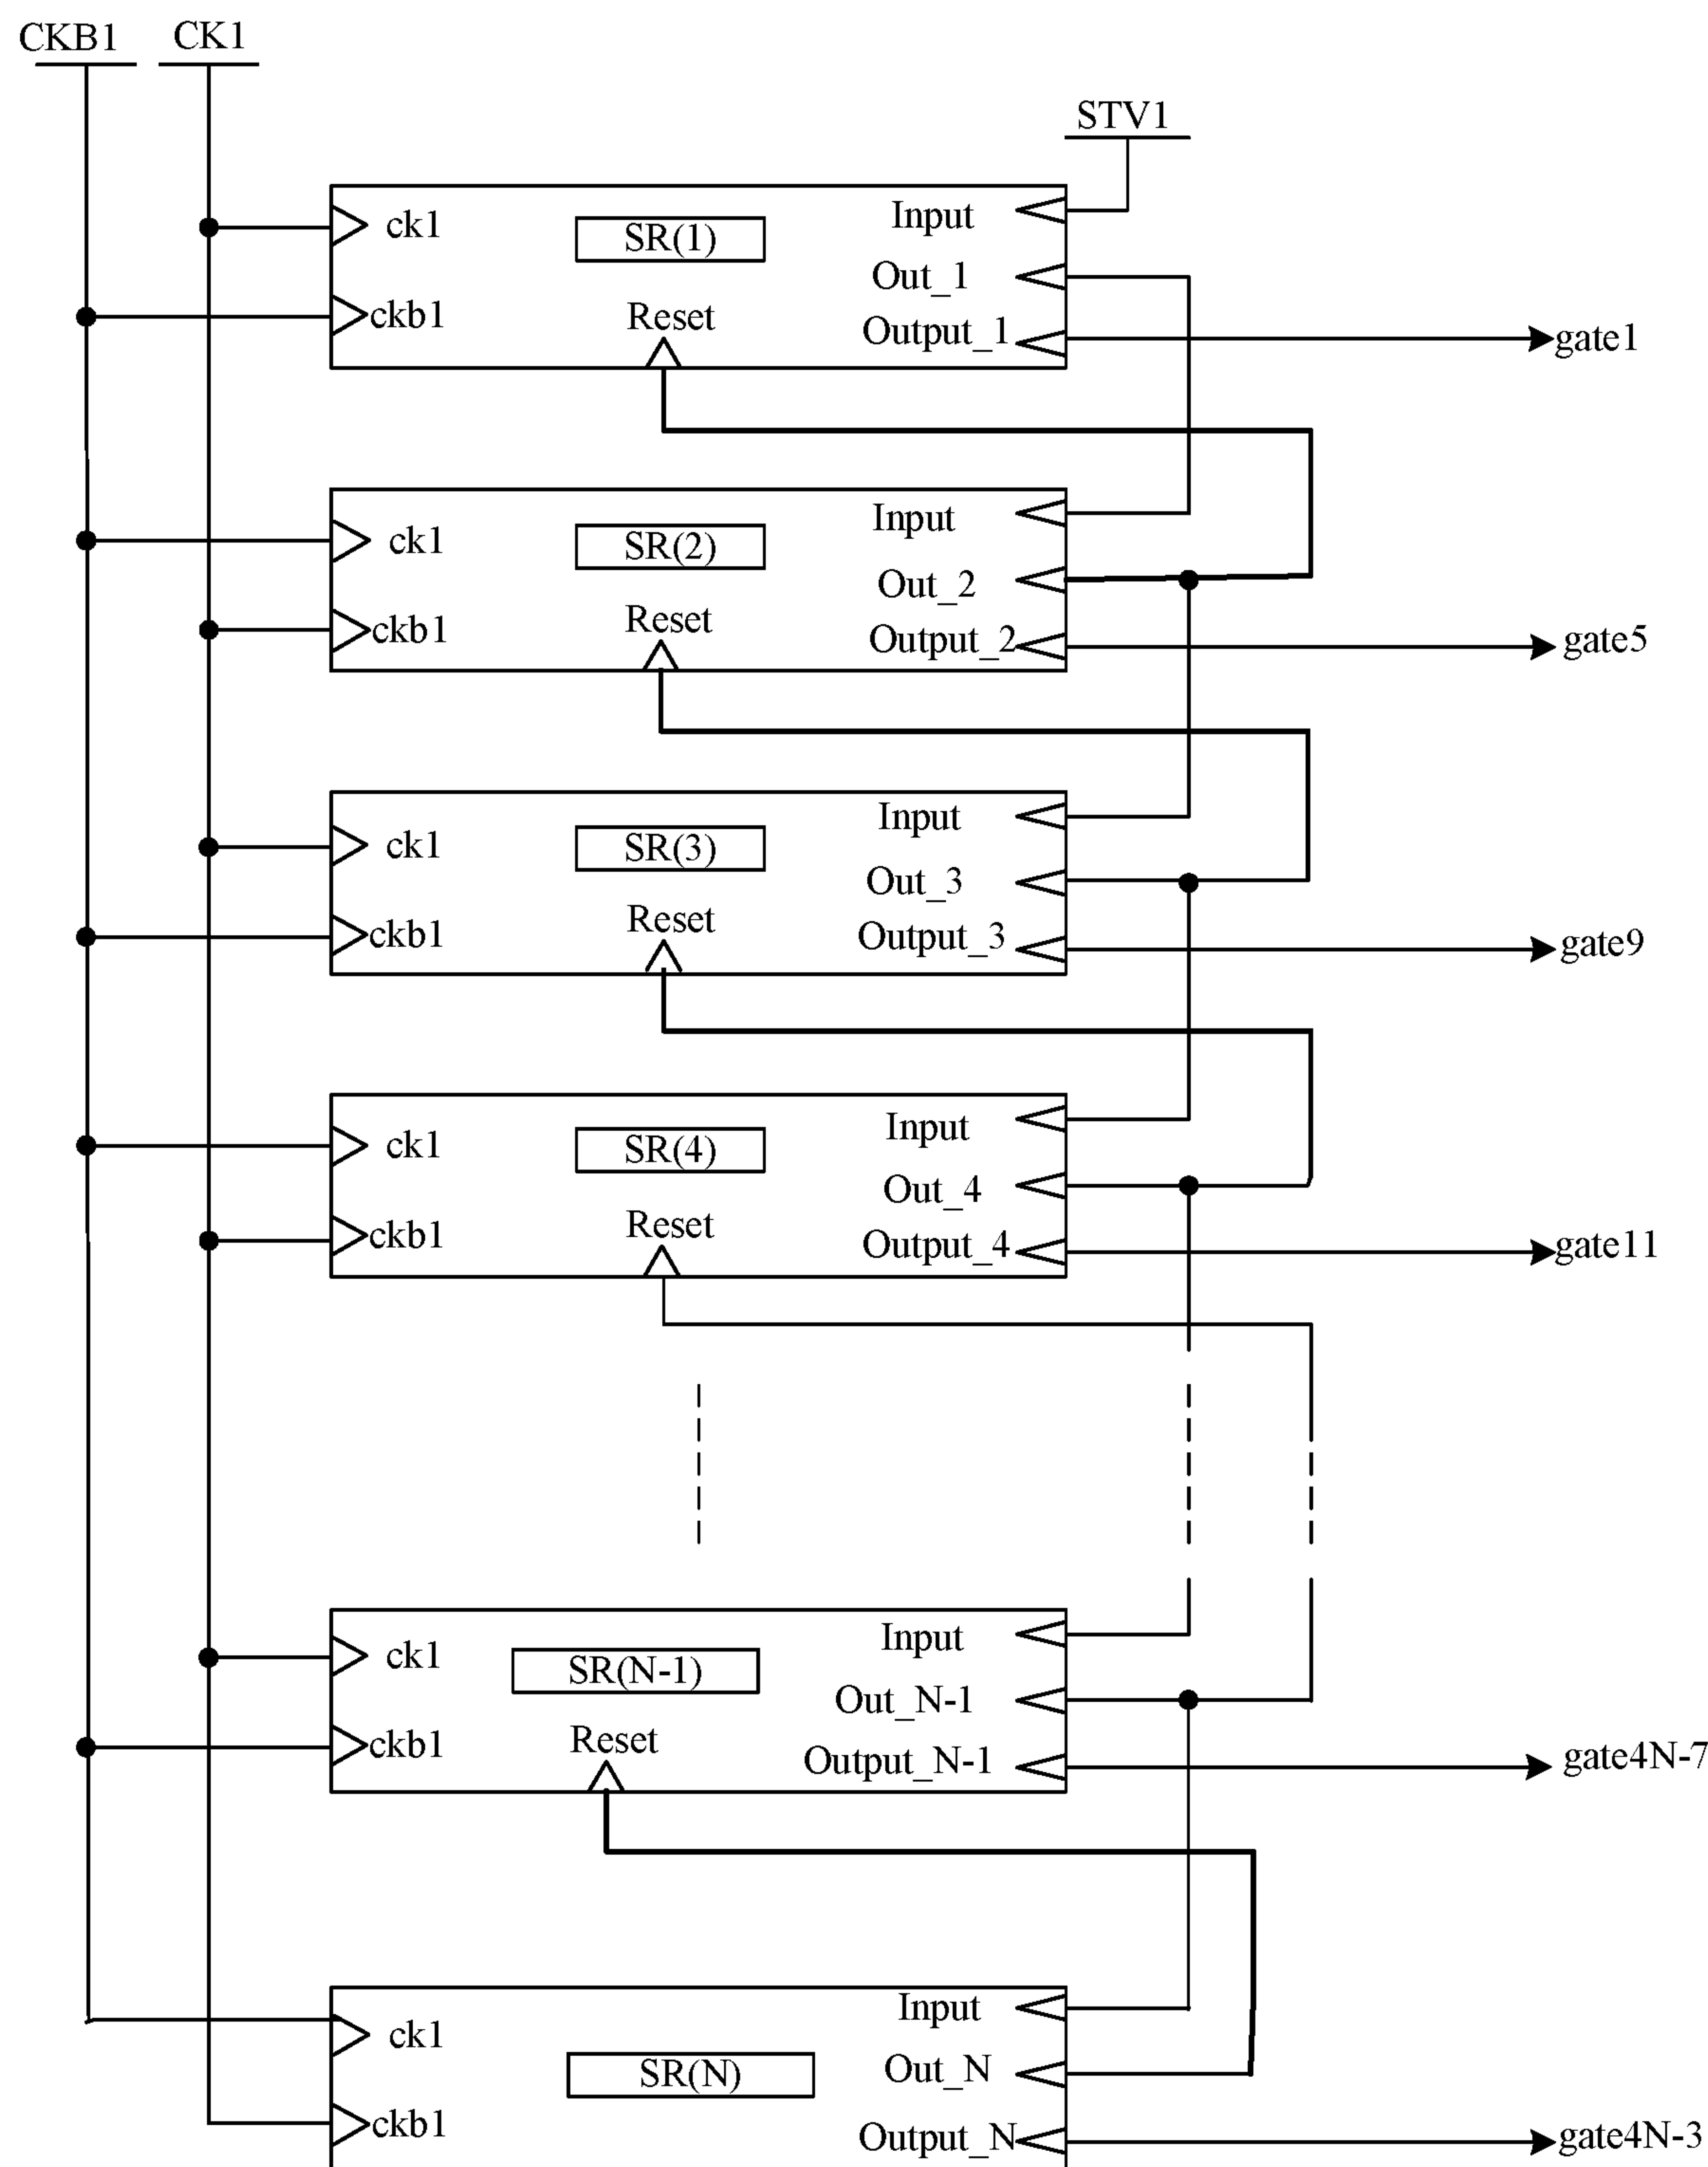 CKB1
CK1
STV1
ck1
SR(1)
Input
Out_1
ckb1
Reset
Output_1
gate1
ck1
SR(2)
Input
Out_2
ckb1
Reset
Output_2
gate5
ck1
SR(3)
Input
Out_3
ckb1
Reset
Output_3
gate9
ck1
SR(4)
Input
Out_4
ckb1
Reset
Output_4
gate11
ck1
SR(N-1)
Input
Out_N-1
ckb1
Reset
Output_N-1
gate4N-7
Input
ck1
SR(N)
Out_N
ckb1
Output_N
gate4N-3